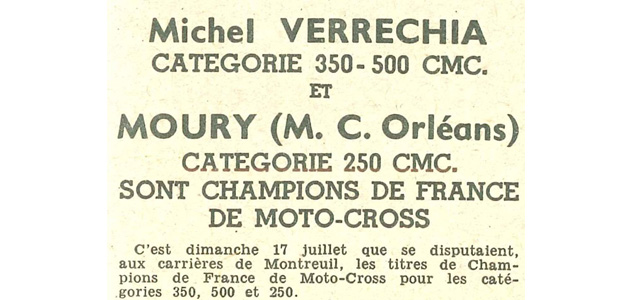 Michel VERRECHIA
CATEGORIE 350-500 CMC.
ET
MOURY (M. C. Orléans)
CATEGORIE 250 CMC.
SONT CHAMPIONS DE FRANCE
DE MOTO-CROSS
C'est dimanche 17 juillet que se disputaient,
aux carrières de Montreuil, les titres de Cham-
pions de France de Moto-Cross pour les caté-
gories 350, 500 et 250.